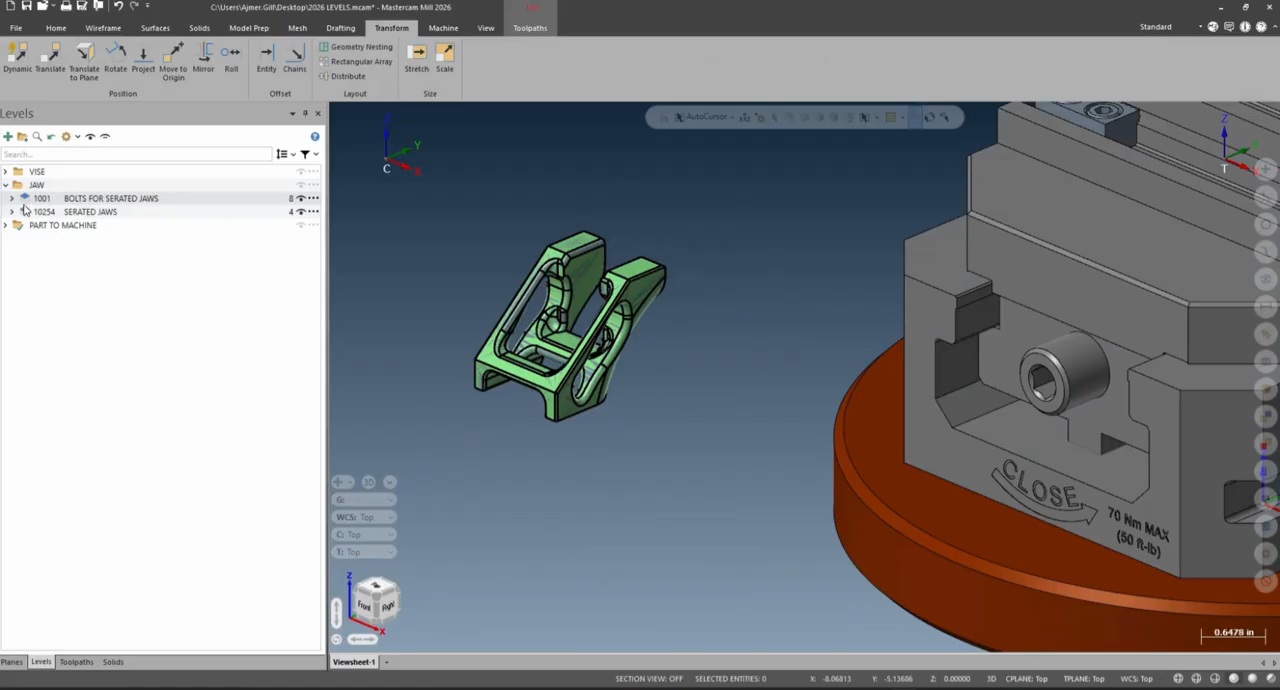 C:\Users\Ajmer.Gill\Desktop\2026 LEVELS.mcam* - Mastercam Mill 2026
File Home Wireframe Surfaces Solids Model Prep Mesh Drafting Transform Machine View Toolpaths Standard
Dynamic Translate Translate to Plane Rotate Project Move to Origin Mirror Roll Entity Chains Geometry Nesting Rectangular Array Distribute Stretch Scale
Position Offset Layout Size
Levels
Search...
VISE
JAW
1001 BOLTS FOR SERATED JAWS 8
10254 SERATED JAWS 4
PART TO MACHINE
AutoCursor
Z
Y
X
C
Z
T
CLOSE
70 Nm MAX
(50 ft-lb)
3D
G:
WCS: Top
C: Top
T: Top
Z
Front Right
X
0.6478 in
Planes Levels Toolpaths Solids Viewsheet-1
SECTION VIEW: OFF SELECTED ENTITIES: 0 X: -8.06813 Y: -5.13686 Z: 0.00000 3D CPLANE: Top TPLANE: Top WCS: Top